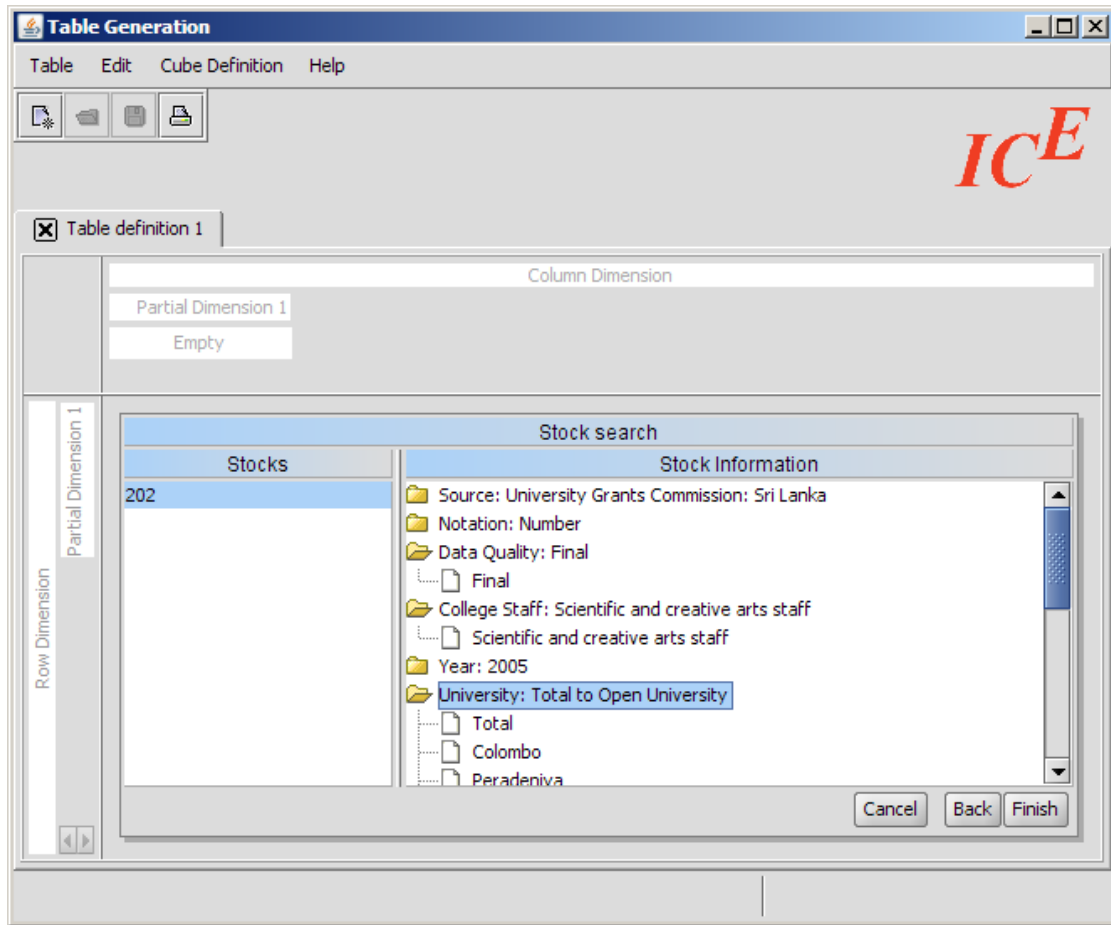 Table Generation
Table Edit Cube Definition Help
ICE
Table definition 1
Column Dimension
Partial Dimension 1
Empty
Row Dimension
Partial Dimension 1
Stock search
Stocks
Stock Information
202
Source: University Grants Commission: Sri Lanka
Notation: Number
Data Quality: Final
Final
College Staff: Scientific and creative arts staff
Scientific and creative arts staff
Year: 2005
University: Total to Open University
Total
Colombo
Peradeniya
Cancel Back Finish